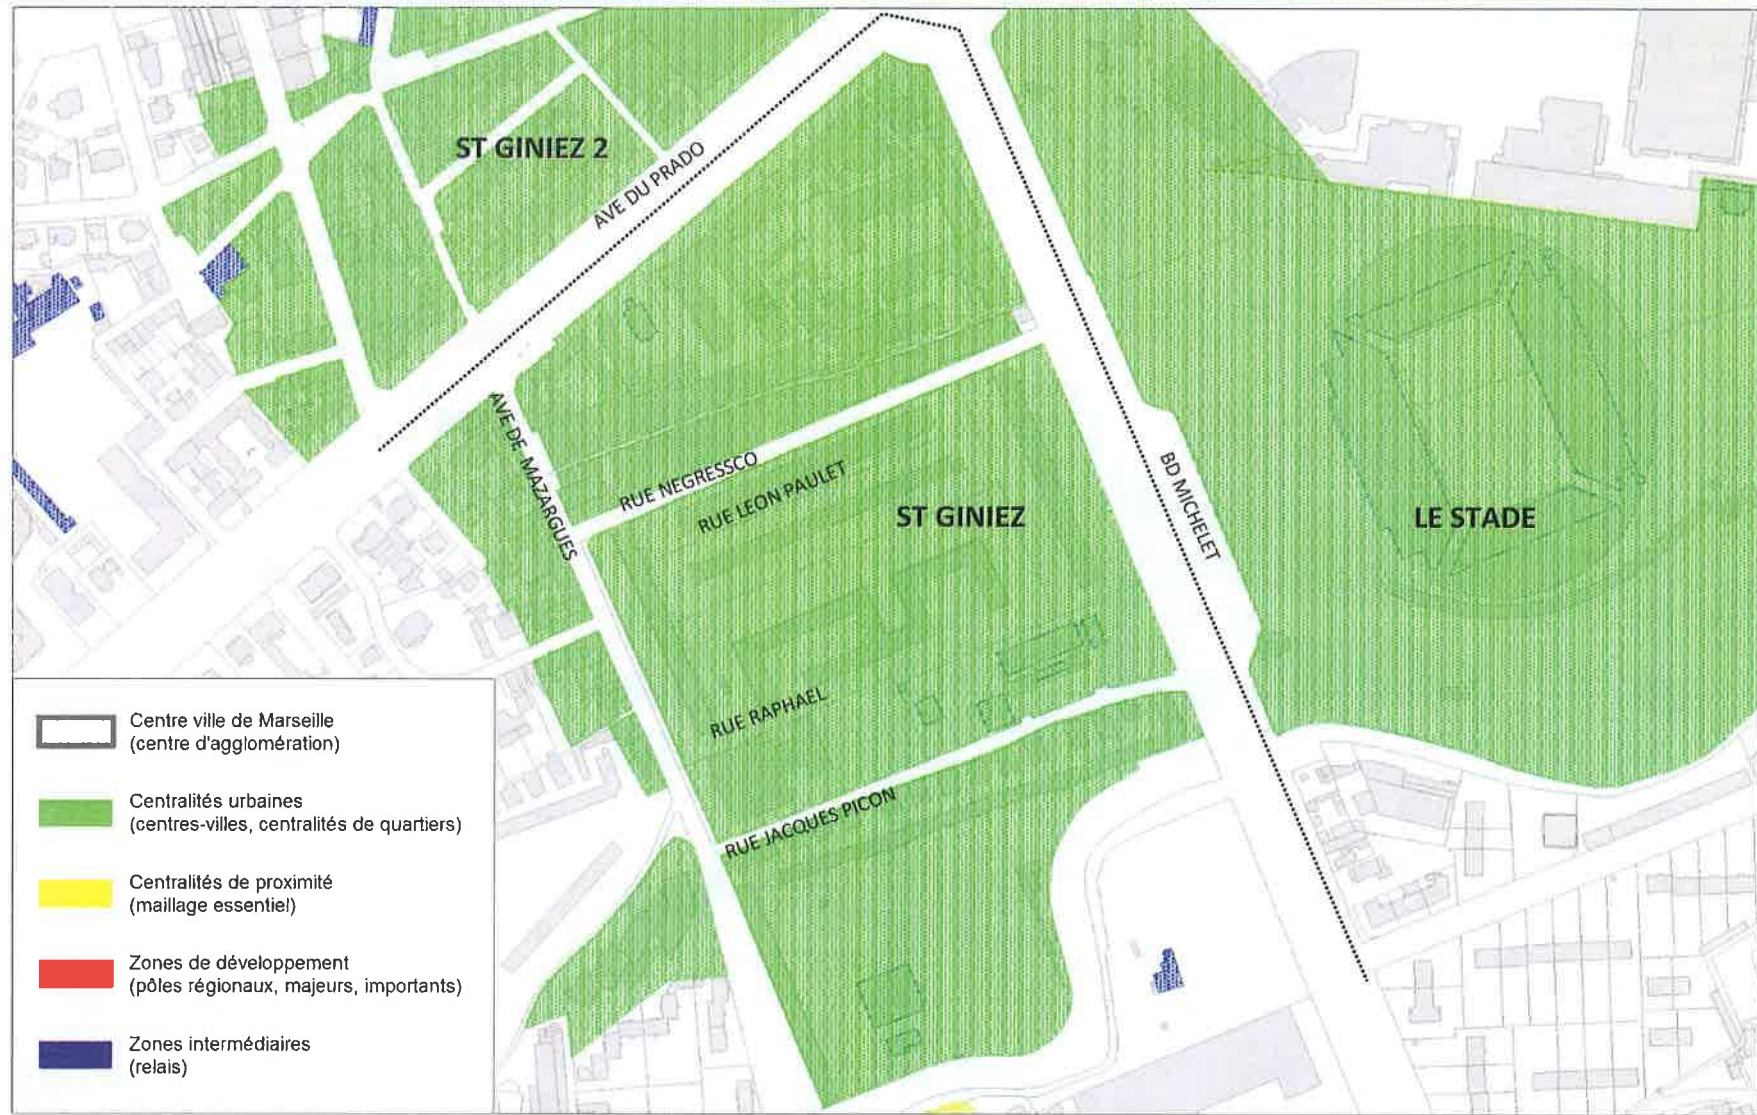 ST GINIEZ 2
AVE DU PRADO
AVE DE MAZARGUES
RUE NEGRESSCO
RUE LEON PAULET
ST GINIEZ
BD MICHELET
LE STADE
RUE RAPHAEL
RUE JACQUES PICON
Centre ville de Marseille
(centre d'agglomération)
Centralités urbaines
(centres-villes, centralités de quartiers)
Centralités de proximité
(maillage essentiel)
Zones de développement
(pôles régionaux, majeurs, importants)
Zones intermédiaires
(relais)